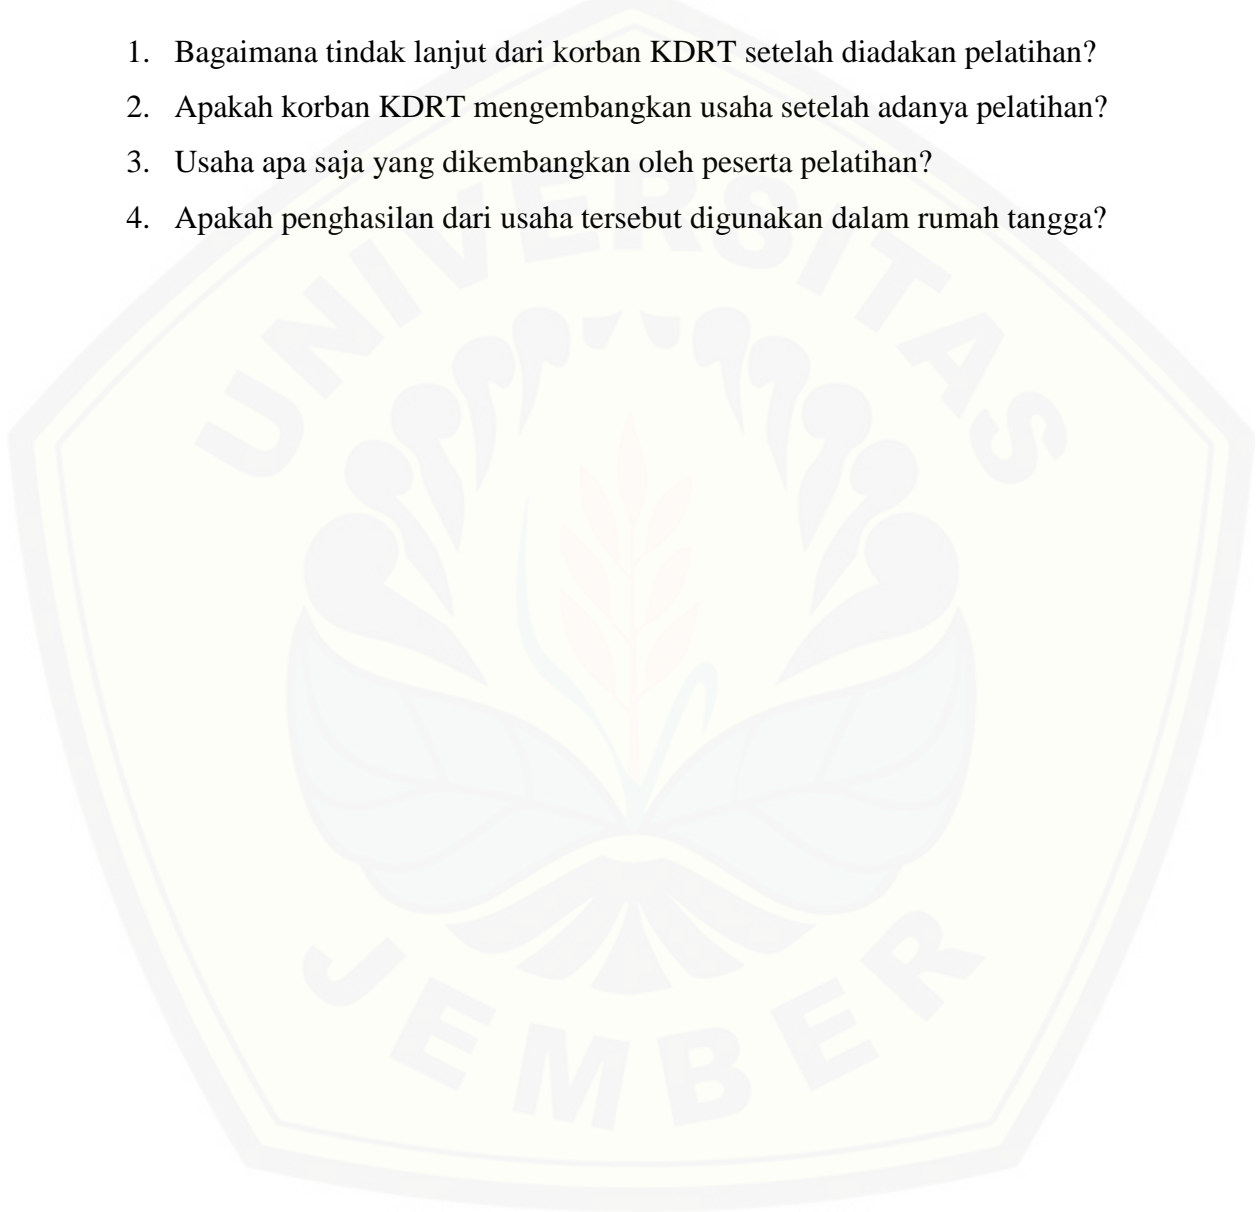 1. Bagaimana tindak lanjut dari korban KDRT setelah diadakan pelatihan?
2. Apakah korban KDRT mengembangkan usaha setelah adanya pelatihan?
3. Usaha apa saja yang dikembangkan oleh peserta pelatihan?
4. Apakah penghasilan dari usaha tersebut digunakan dalam rumah tangga?
UNIVERSITAS
JEMBER